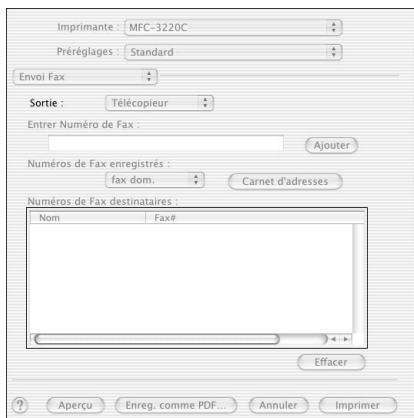 Imprimante : MFC-3220C
Préréglages : Standard
Envoi Fax
Sortie : Télécopieur
Entrer Numéro de Fax :
Ajouter
Numéros de Fax enregistrés :
fax dom. Carnet d'adresses
Numéros de Fax destinataires :
Nom Fax#
Effacer
? Aperçu Enreg. comme PDF... Annuler Imprimer